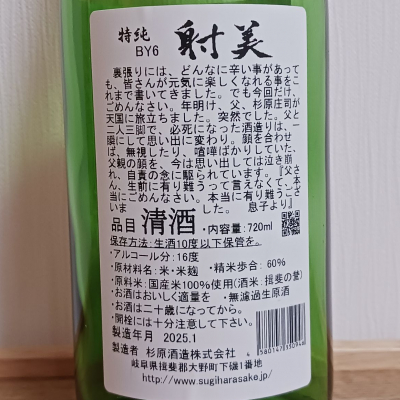 特純
BY6
射美
裏張りには、どんなに辛い事があって
も、皆さんが元気に楽しくなれる事をこ
れまで書いてきました。でも今回だけ、
ごめんなさい。年明け、父、杉原庄司が
天国に旅立ちました。突然でした。父と
二人三脚で、必死になった酒造りは、一
瞬にして思い出に変わり。顔を合わせれ
ば、無視したり、喧嘩ばかりしていた、
父親の顔を、今は思い出しては泣き崩
れ、自責の念に駆られています。『父さ
ん、生前に有り難うって言えなくて、本
当にごめんなさい。本当に有り難うござ
いました。 息子より』
品目 清酒 ・内容量:720ml
保存方法:生酒10度以下保管を。
・アルコール分:16度
・原材料名:米・米麹 ・精米歩合:60%
・原料米:国産米100%使用(酒米:揖斐の誉)
・お酒はおいしく適量を ・無濾過生原酒
・お酒は二十歳になってから。
・開栓には十分注意して下さい。
製造年月 2025.1
製造者 杉原酒造株式会社
岐阜県揖斐郡大野町下磯1番地
http://www.sugiharasake.com/
4 580147 330948